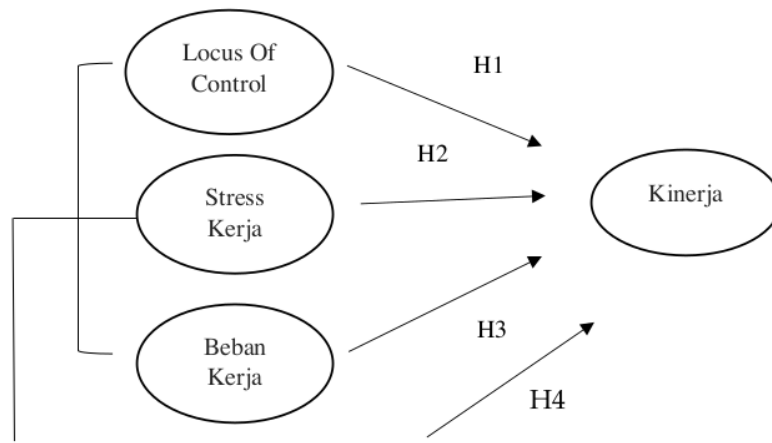 Locus Of
Control
H1
H2
Stress
Kerja
Kinerja
Beban
Kerja
H3
H4